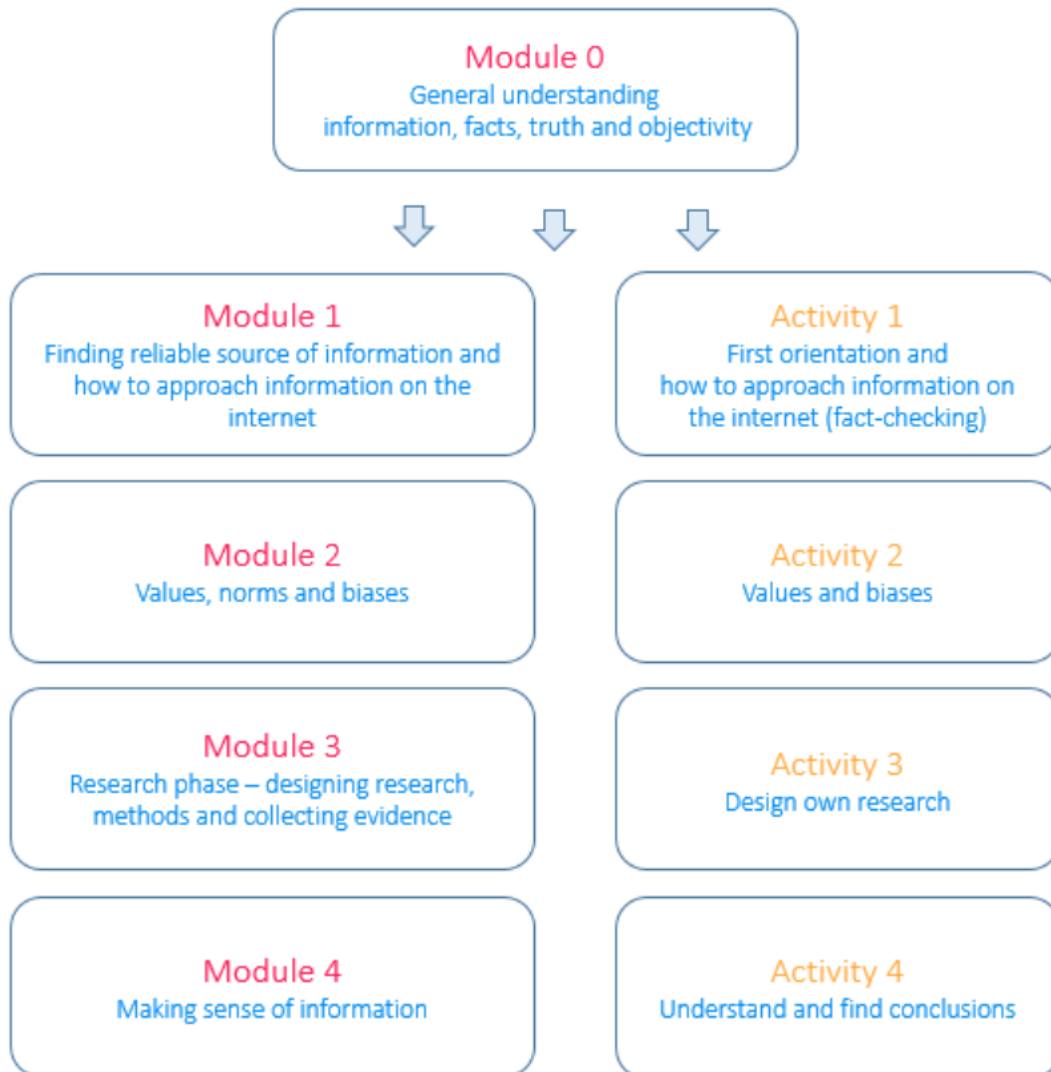 Module 0
General understanding
information, facts, truth and objectivity
Module 1
Finding reliable source of information and
how to approach information on the
internet
Activity 1
First orientation and
how to approach information on
the internet (fact-checking)
Module 2
Values, norms and biases
Activity 2
Values and biases
Module 3
Research phase – designing research,
methods and collecting evidence
Activity 3
Design own research
Module 4
Making sense of information
Activity 4
Understand and find conclusions